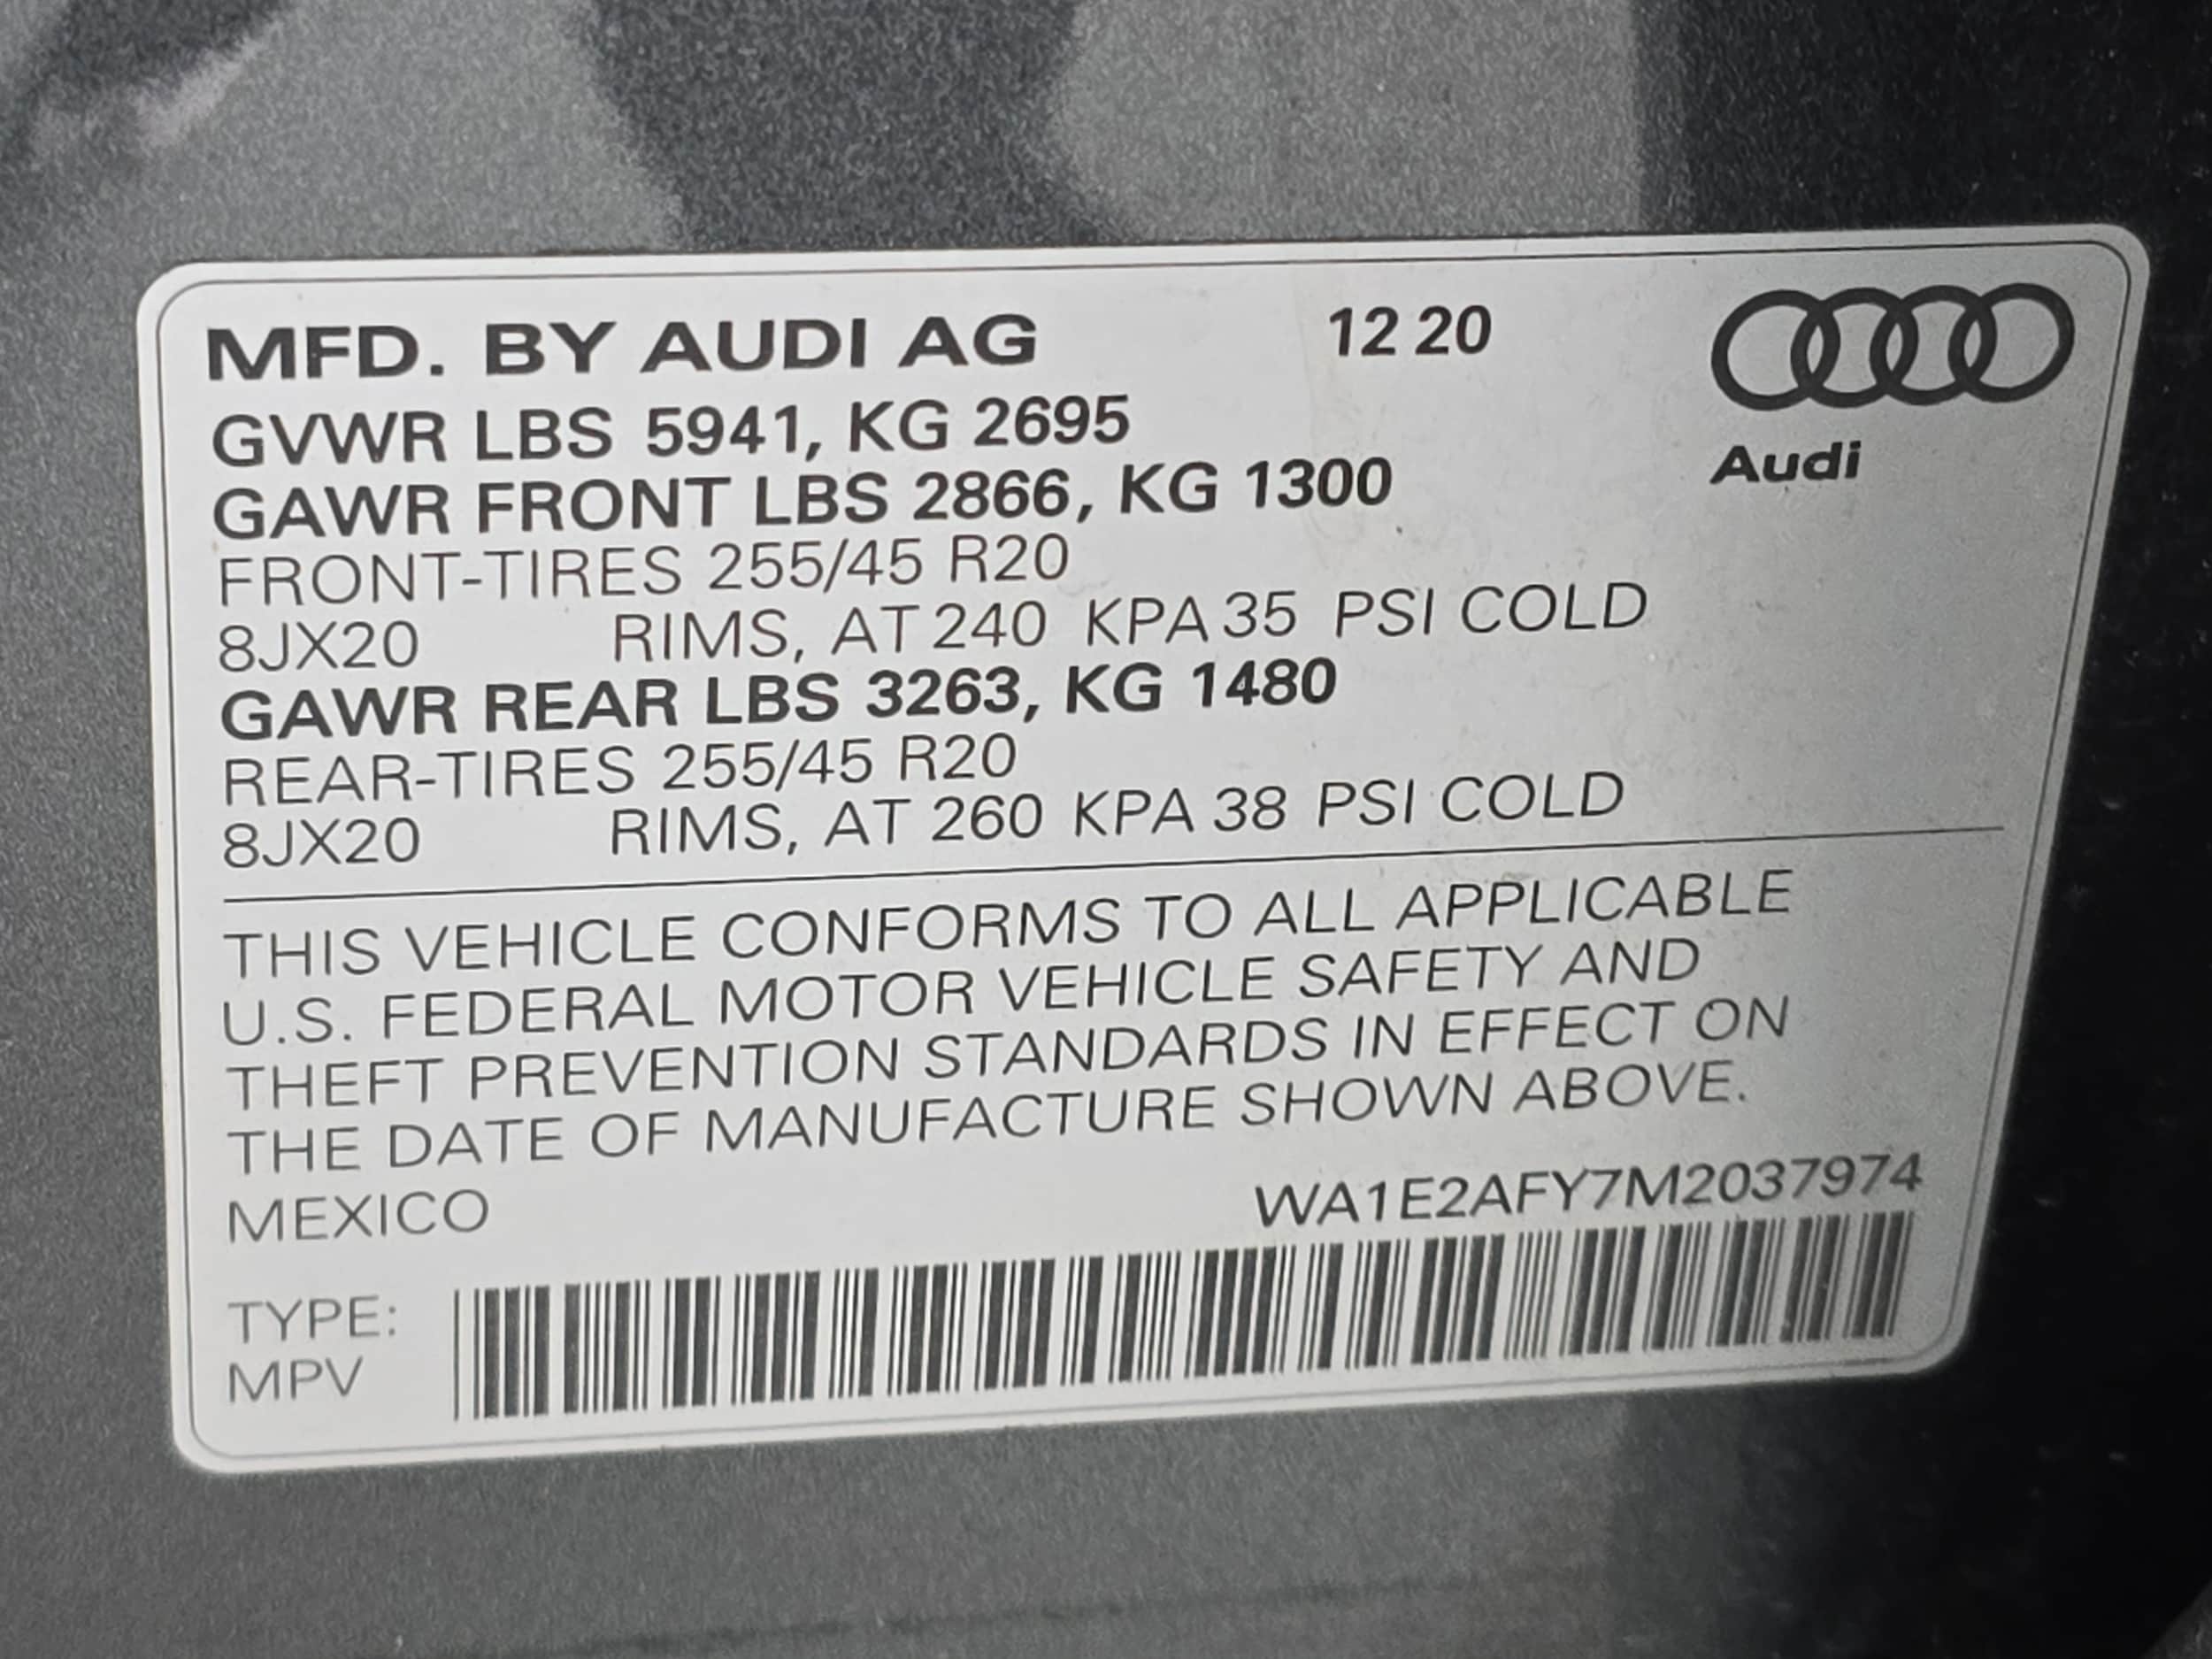 MFD. BY AUDI AG 12 20
GVWR LBS 5941, KG 2695
Audi
GAWR FRONT LBS 2866, KG 1300
FRONT-TIRES 255/45 R20
8JX20 RIMS, AT 240 KPA 35 PSI COLD
GAWR REAR LBS 3263, KG 1480
REAR-TIRES 255/45 R20
8JX20 RIMS, AT 260 KPA 38 PSI COLD
THIS VEHICLE CONFORMS TO ALL APPLICABLE
U.S. FEDERAL MOTOR VEHICLE SAFETY AND
THEFT PREVENTION STANDARDS IN EFFECT ON
THE DATE OF MANUFACTURE SHOWN ABOVE.
MEXICO WA1E2AFY7M2037974
TYPE:
MPV